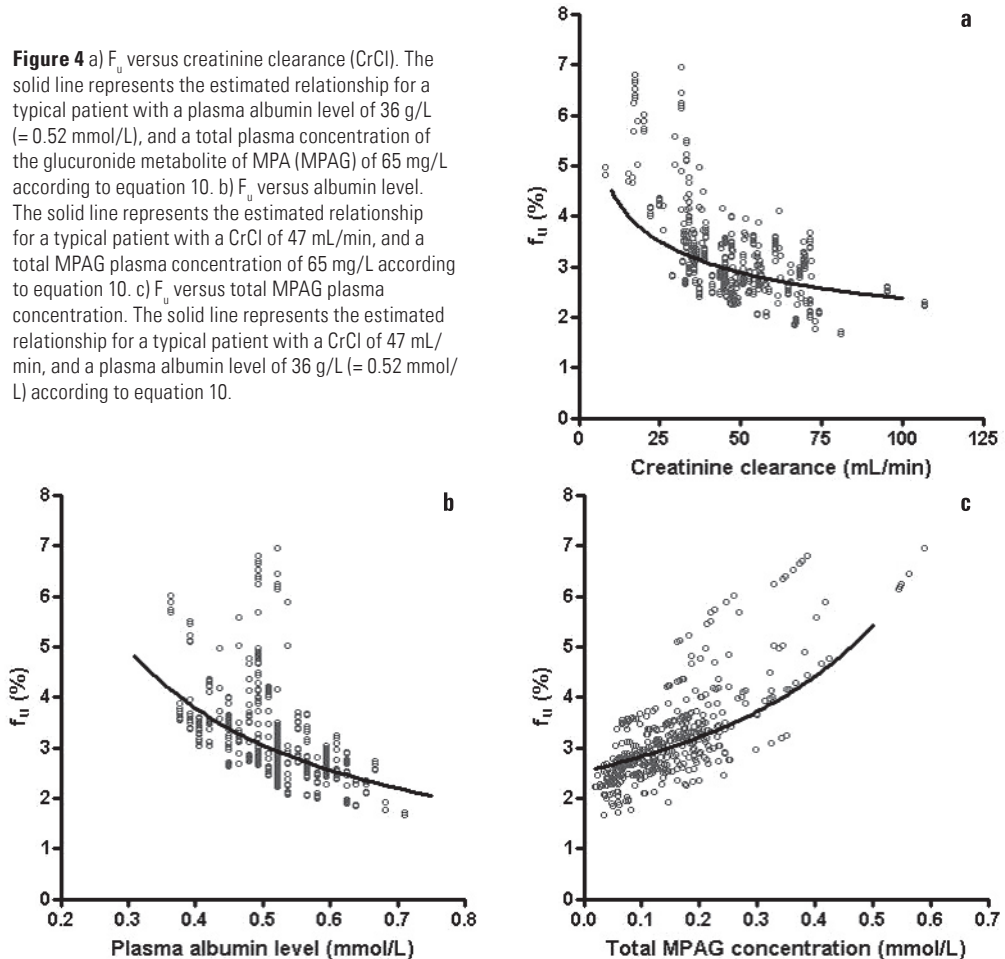 Figure 4 a) Fu versus creatinine clearance (CrCl). The
solid line represents the estimated relationship for a
typical patient with a plasma albumin level of 36 g/L
(= 0.52 mmol/L), and a total plasma concentration of
the glucuronide metabolite of MPA (MPAG) of 65 mg/L
according to equation 10. b) Fu versus albumin level.
The solid line represents the estimated relationship
for a typical patient with a CrCl of 47 mL/min, and a
total MPAG plasma concentration of 65 mg/L according
to equation 10. c) Fu versus total MPAG plasma
concentration. The solid line represents the estimated
relationship for a typical patient with a CrCl of 47 mL/
min, and a plasma albumin level of 36 g/L (= 0.52 mmol/
L) according to equation 10.
a
8
7
6
5
4
3
2
1
0
fu (%)
0 25 50 75 100 125
Creatinine clearance (mL/min)
b
8
7
6
5
4
3
2
1
0
fu (%)
0.2 0.3 0.4 0.5 0.6 0.7 0.8
Plasma albumin level (mmol/L)
c
8
7
6
5
4
3
2
1
0
fu (%)
0.0 0.1 0.2 0.3 0.4 0.5 0.6 0.7
Total MPAG concentration (mmol/L)